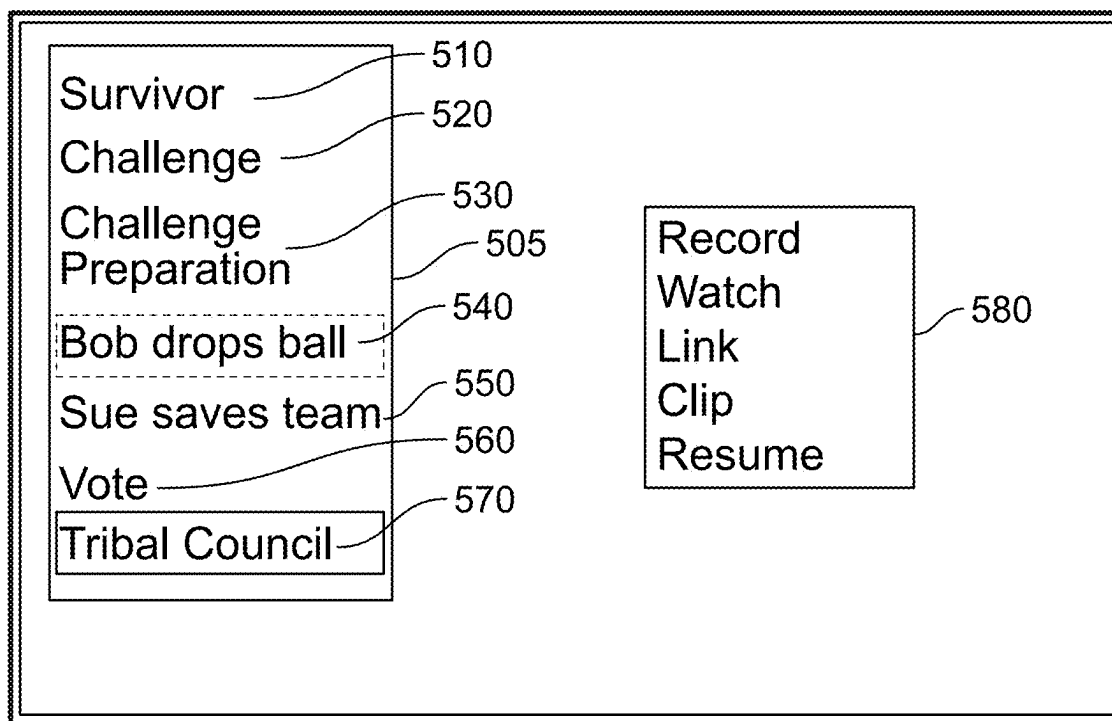 Survivor
510
Challenge
520
Challenge
Preparation
530
505
Bob drops ball
540
Sue saves team
550
Vote
560
Tribal Council
570
Record
Watch
Link
Clip
Resume
580